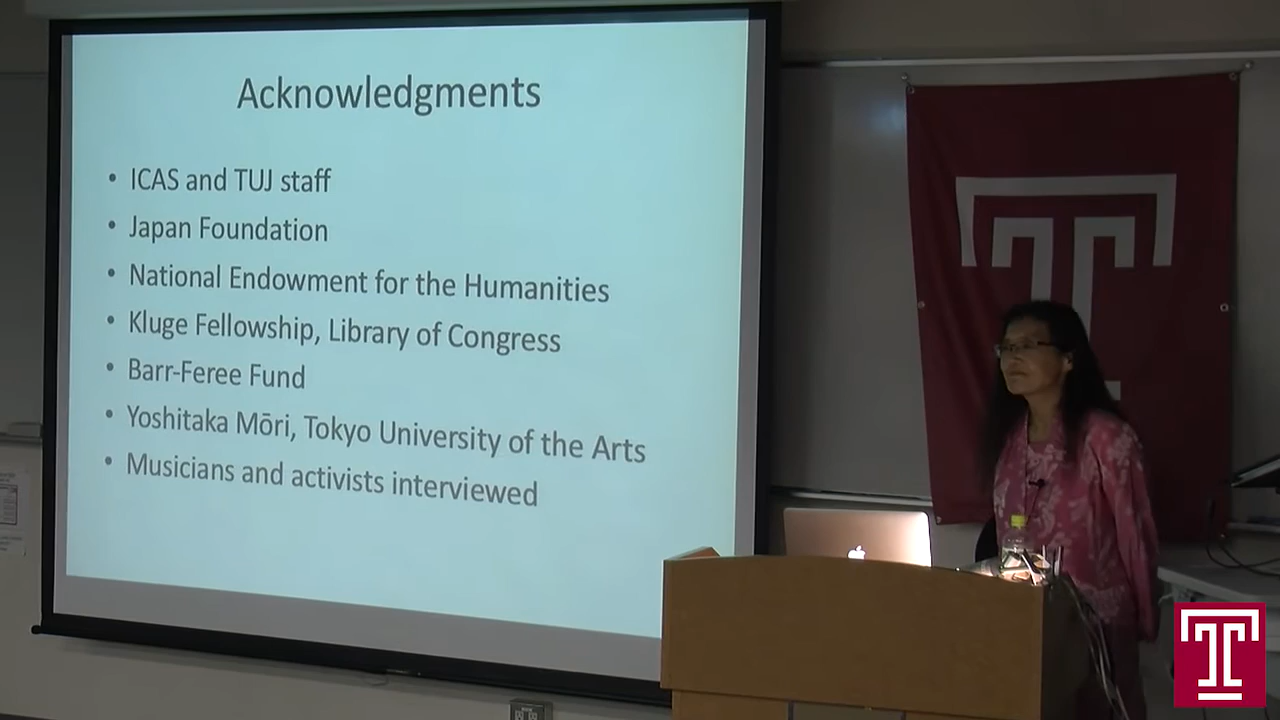 Acknowledgments
• ICAS and TUJ staff
• Japan Foundation
• National Endowment for the Humanities
• Kluge Fellowship, Library of Congress
• Barr-Feree Fund
• Yoshitaka Mōri, Tokyo University of the Arts
• Musicians and activists interviewed
T
T